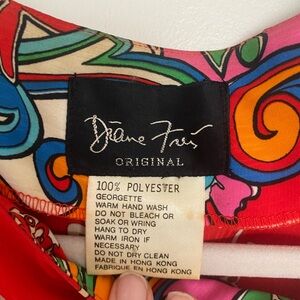 Diane Freis
ORIGINAL
100% POLYESTER
GEORGETTE
WARM HAND WASH
DO NOT BLEACH OR
SOAK OR WRING
HANG TO DRY
WARM IRON IF
NECESSARY
DO NOT DRY CLEAN
MADE IN HONG KONG
FABRIQUE EN HONG KONG